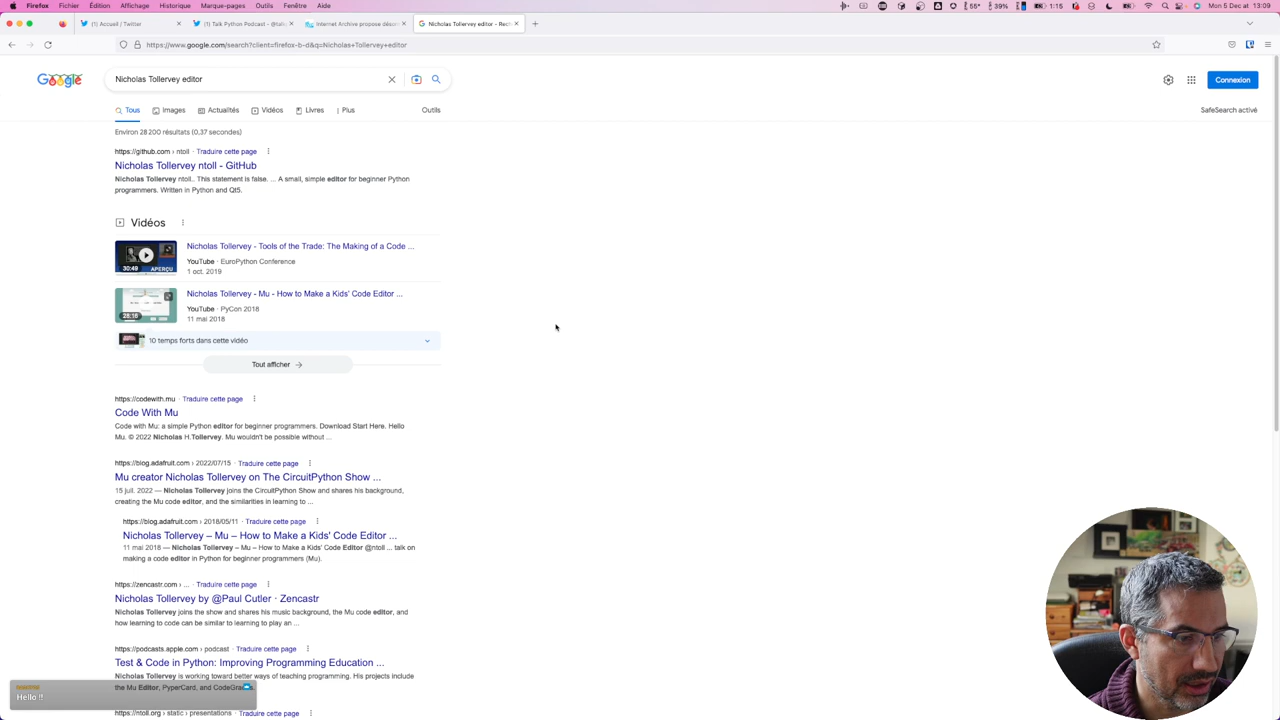 Firefox Fichier Édition Affichage Historique Marque-pages Outils Fenêtre Aide
55% 30% 1:15 Mon 5 Dec at 13:09
(1) Accueil / Twitter
Internet Archive propose désorm
Nicholas Tollervey editor - Rech
https://www.google.com/search?client=firefox-b-d&q=Nicholas+Tollervey+editor
Google
Nicholas Tollervey editor
Connexion
Tous Images Actualités Vidéos Livres Plus Outils
SafeSearch activé
Environ 28 200 résultats (0,37 secondes)
https://github.com › ntoll · Traduire cette page
Nicholas Tollervey ntoll - GitHub
Nicholas Tollervey ntoll.. This statement is false. ... A small, simple editor for beginner Python
programmers. Written in Python and Qt5.
Vidéos
Nicholas Tollervey - Tools of the Trade: The Making of a Code ...
30:49 APERÇU
YouTube · EuroPython Conference
1 oct. 2019
Nicholas Tollervey - Mu - How to Make a Kids' Code Editor ...
YouTube · PyCon 2018
11 mai 2018
10 temps forts dans cette vidéo
Tout afficher
https://codewith.mu · Traduire cette page
Code With Mu
Code with Mu: a simple Python editor for beginner programmers. Download Start Here. Hello
Mu. © 2022 Nicholas H.Tollervey. Mu wouldn't be possible without ...
https://blog.adafruit.com › 2022/07/15 · Traduire cette page
Mu creator Nicholas Tollervey on The CircuitPython Show ...
15 juil. 2022 — Nicholas Tollervey joins the CircuitPython Show and shares his background,
creating the Mu code editor, and the similarities in learning to ...
https://blog.adafruit.com › 2018/05/11 · Traduire cette page
Nicholas Tollervey – Mu – How to Make a Kids' Code Editor ...
11 mai 2018 — Nicholas Tollervey – Mu – How to Make a Kids' Code Editor @ntoll ... talk on
making a code editor in Python for beginner programmers (Mu).
https://zencastr.com › ... · Traduire cette page
Nicholas Tollervey by @Paul Cutler · Zencastr
Nicholas Tollervey joins the show and shares his music background, the Mu code editor, and
how learning to code can be similar to learning to play an ...
https://podcasts.apple.com › podcast · Traduire cette page
Test & Code in Python: Improving Programming Education ...
Nicholas Tollervey is working toward better ways of teaching programming. His projects include
the Mu Editor, PyperCard, and
Hello !!
https://ntoll.org › static › presentations · Traduire cette page